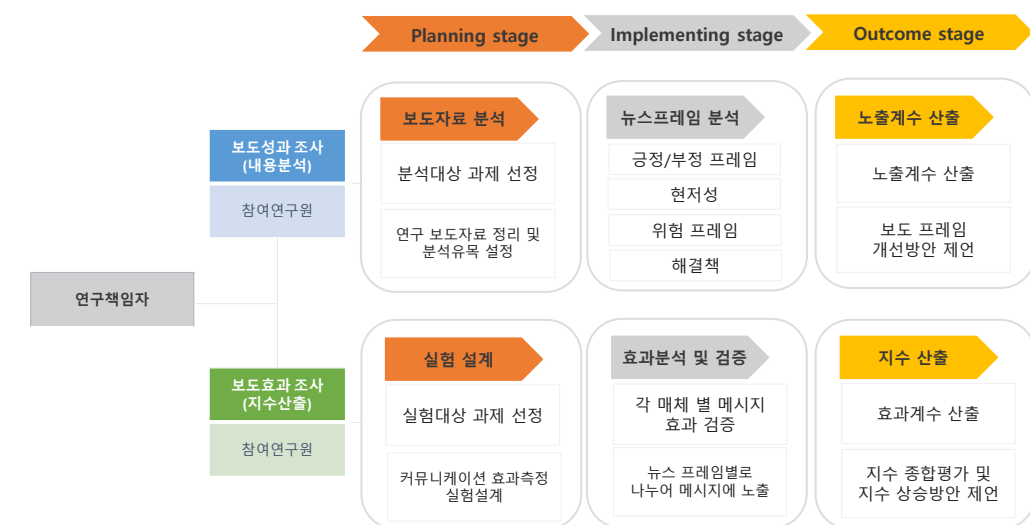 Planning stage
Implementing stage
Outcome stage
보도자료 분석
뉴스프레임 분석
노출계수 산출
보도성과 조사
(내용분석)
참여연구원
분석대상 과제 선정
연구 보도자료 정리 및
분석유목 설정
긍정/부정 프레임
현저성
위험 프레임
해결책
노출계수 산출
보도 프레임
개선방안 제언
연구책임자
실험 설계
효과분석 및 검증
지수 산출
보도효과 조사
(지수산출)
참여연구원
실험대상 과제 선정
커뮤니케이션 효과측정
실험설계
각 매체 별 메시지
효과 검증
뉴스 프레임별로
나누어 메시지에 노출
효과계수 산출
지수 종합평가 및
지수 상승방안 제언